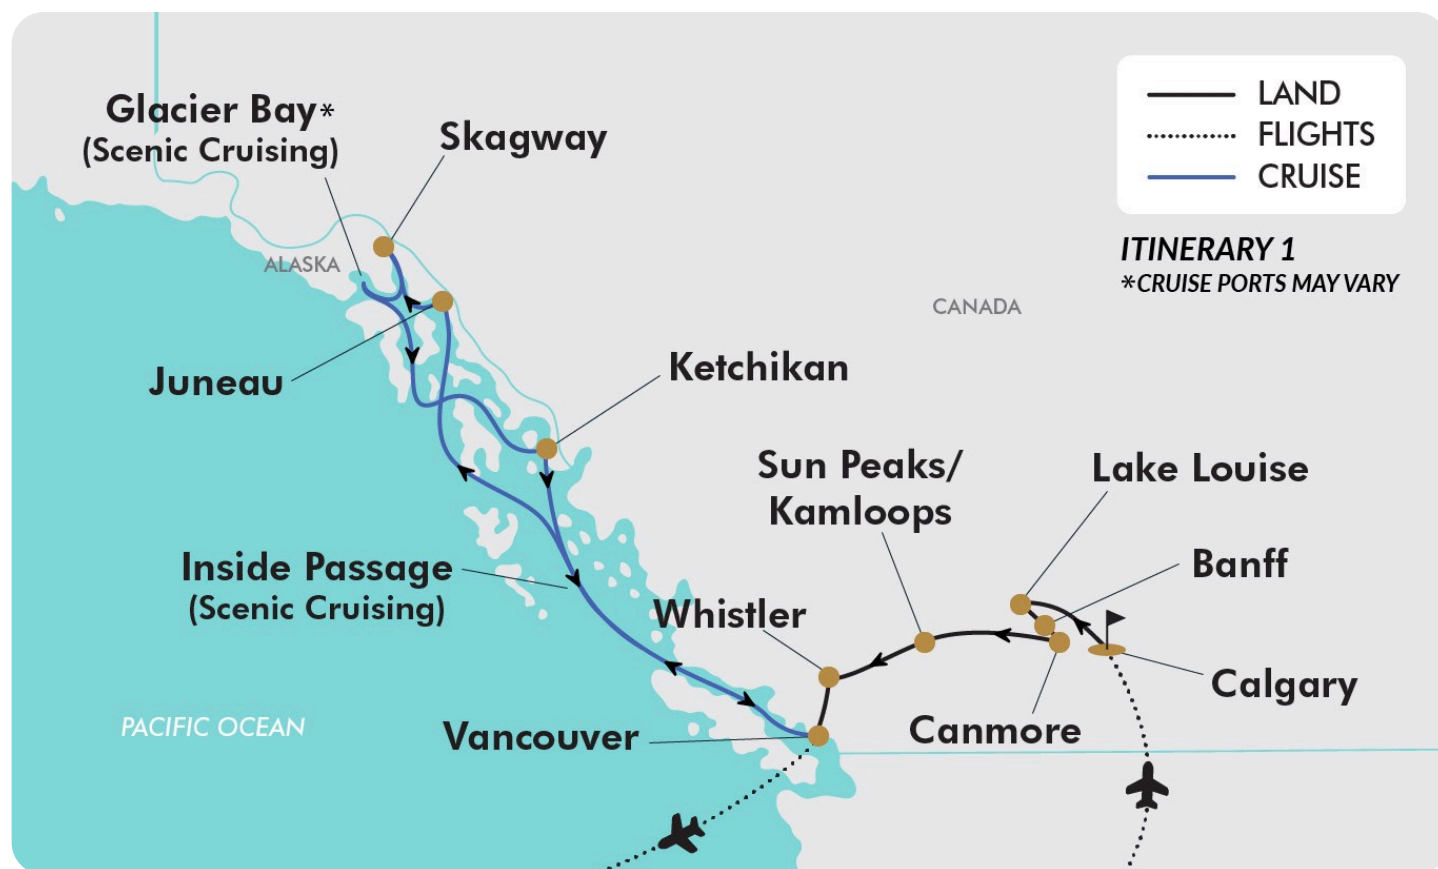 Glacier Bay*
(Scenic Cruising)
Skagway
LAND
FLIGHTS
CRUISE
ITINERARY 1
*CRUISE PORTS MAY VARY
ALASKA
CANADA
Juneau
Ketchikan
Sun Peaks/
Kamloops
Lake Louise
Banff
Inside Passage
(Scenic Cruising)
Whistler
Calgary
PACIFIC OCEAN
Vancouver
Canmore